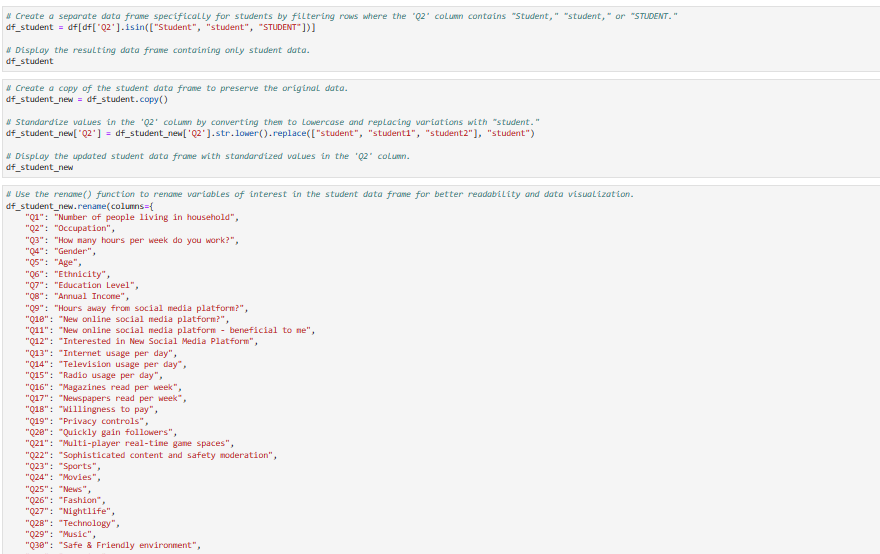 # Create a separate data frame specifically for students by filtering rows where the 'Q2' column contains "Student," "student," or "STUDENT."
df_student = df[df['Q2'].isin(["Student", "student", "STUDENT"])]
# Display the resulting data frame containing only student data.
df_student
# Create a copy of the student data frame to preserve the original data.
df_student_new = df_student.copy()
# Standardize values in the 'Q2' column by converting them to lowercase and replacing variations with "student."
df_student_new['Q2'] = df_student_new['Q2'].str.lower().replace(["student", "student1", "student2"], "student")
# Display the updated student data frame with standardized values in the 'Q2' column.
df_student_new
# Use the rename() function to rename variables of interest in the student data frame for better readability and data visualization.
df_student_new.rename(columns={
"Q1": "Number of people living in household",
"Q2": "Occupation",
"Q3": "How many hours per week do you work?",
"Q4": "Gender",
"Q5": "Age",
"Q6": "Ethnicity",
"Q7": "Education Level",
"Q8": "Annual Income",
"Q9": "Hours away from social media platform?",
"Q10": "New online social media platform?",
"Q11": "New online social media platform - beneficial to me",
"Q12": "Interested in New Social Media Platform",
"Q13": "Internet usage per day",
"Q14": "Television usage per day",
"Q15": "Radio usage per day",
"Q16": "Magazines read per week",
"Q17": "Newspapers read per week",
"Q18": "Willingness to pay",
"Q19": "Privacy controls",
"Q20": "Quickly gain followers",
"Q21": "Multi-player real-time game spaces",
"Q22": "Sophisticated content and safety moderation",
"Q23": "Sports",
"Q24": "Movies",
"Q25": "News",
"Q26": "Fashion",
"Q27": "Nightlife",
"Q28": "Technology",
"Q29": "Music",
"Q30": "Safe & Friendly environment",